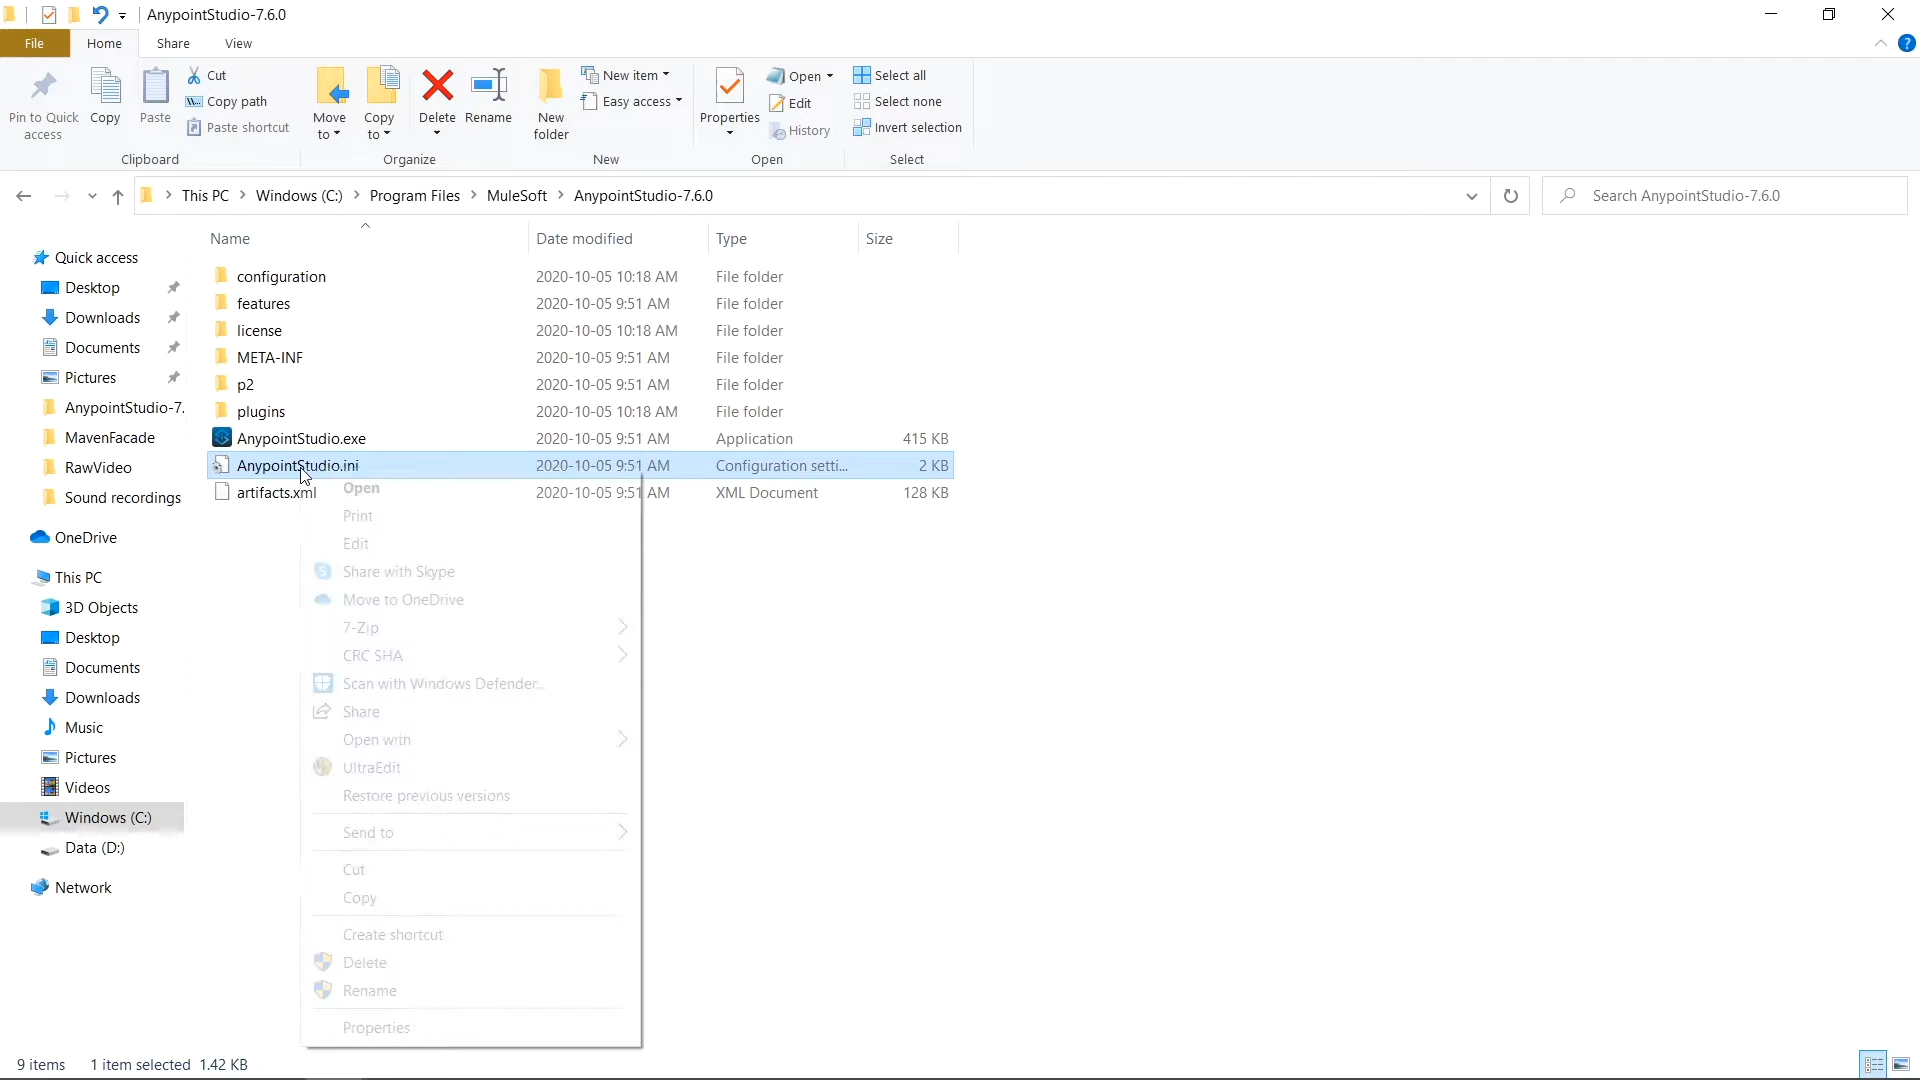 AnypointStudio-7.6.0
File Home Share View
Pin to Quick access
Copy
Paste
Cut
Copy path
Paste shortcut
Clipboard
Move to
Copy to
Delete
Rename
Organize
New folder
New item
Easy access
New
Properties
Open
Edit
History
Open
Select all
Select none
Invert selection
Select
This PC > Windows (C:) > Program Files > MuleSoft > AnypointStudio-7.6.0
Search AnypointStudio-7.6.0
Name Date modified Type Size
Quick access
Desktop
Downloads
Documents
Pictures
AnypointStudio-7.
MavenFacade
RawVideo
Sound recordings
OneDrive
This PC
3D Objects
Desktop
Documents
Downloads
Music
Pictures
Videos
Windows (C:)
Data (D:)
Network
configuration 2020-10-05 10:18 AM File folder
features 2020-10-05 9:51 AM File folder
license 2020-10-05 10:18 AM File folder
META-INF 2020-10-05 9:51 AM File folder
p2 2020-10-05 9:51 AM File folder
plugins 2020-10-05 10:18 AM File folder
AnypointStudio.exe 2020-10-05 9:51 AM Application 415 KB
AnypointStudio.ini 2020-10-05 9:51 AM Configuration setti... 2 KB
artifacts.xml 2020-10-05 9:51 AM XML Document 128 KB
Open
Print
Edit
Share with Skype
Move to OneDrive
7-Zip
CRC SHA
Scan with Windows Defender...
Share
Open with
UltraEdit
Restore previous versions
Send to
Cut
Copy
Create shortcut
Delete
Rename
Properties
9 items 1 item selected 1.42 KB